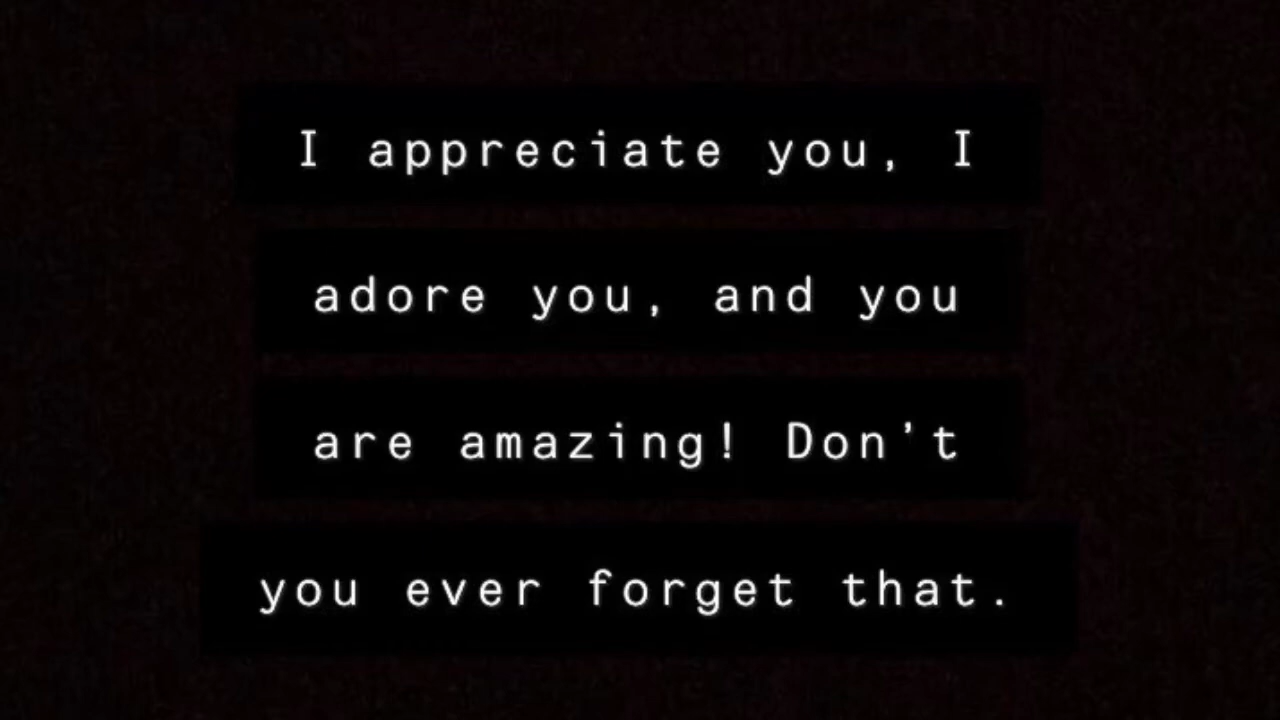 I appreciate you, I
adore you, and you
are amazing! Don't
you ever forget that.